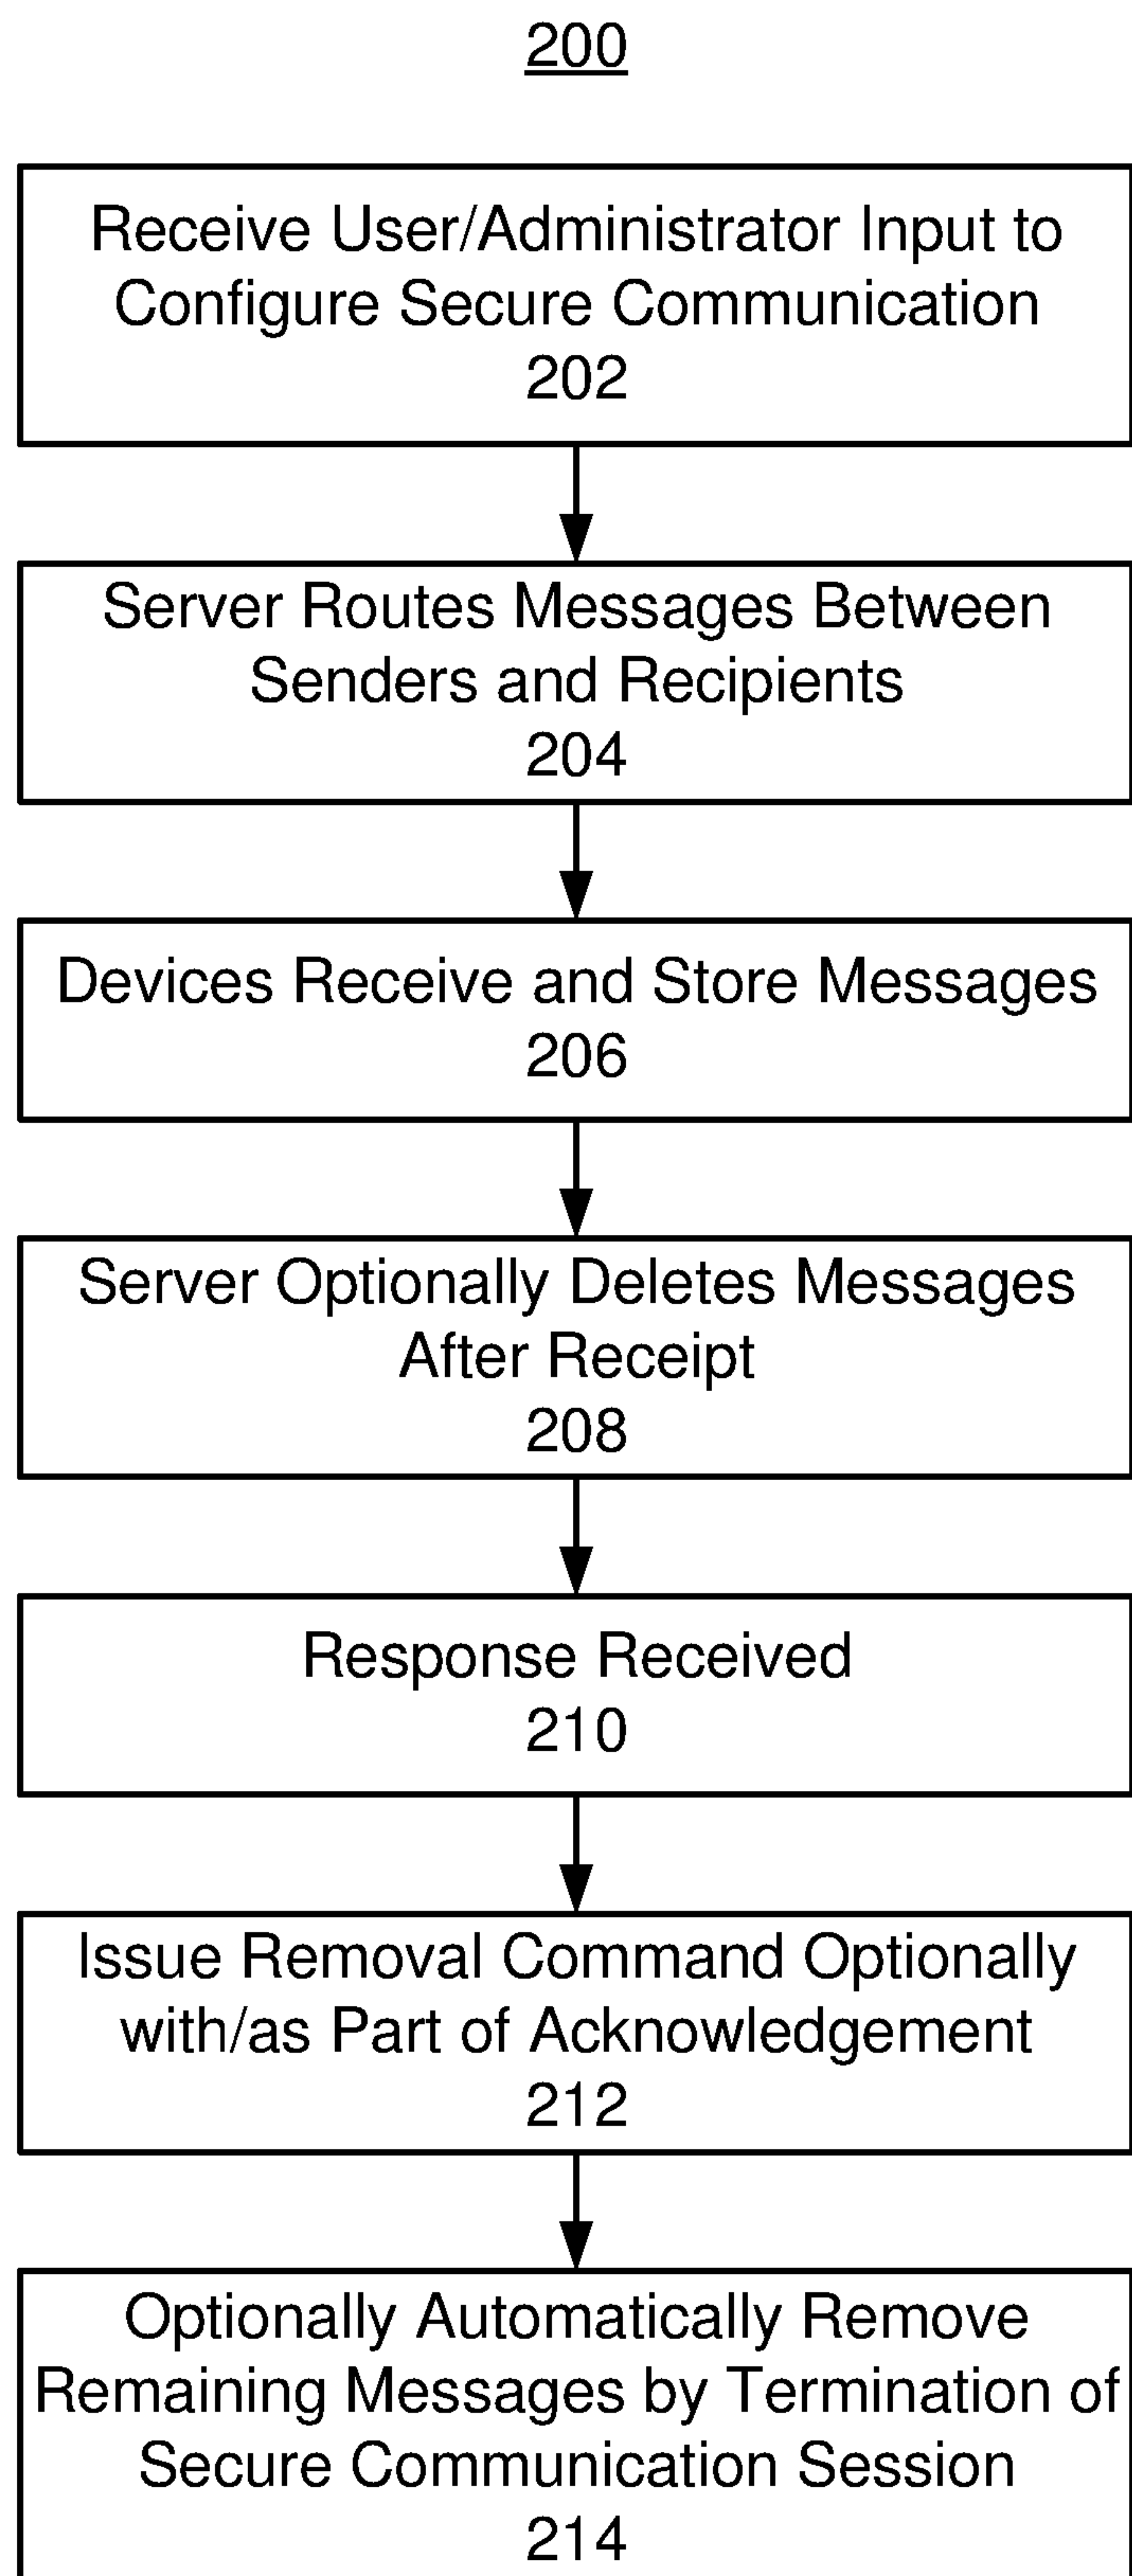 200
Receive User/Administrator Input to
Configure Secure Communication
202
Server Routes Messages Between
Senders and Recipients
204
Devices Receive and Store Messages
206
Server Optionally Deletes Messages
After Receipt
208
Response Received
210
Issue Removal Command Optionally
with/as Part of Acknowledgement
212
Optionally Automatically Remove
Remaining Messages by Termination of
Secure Communication Session
214